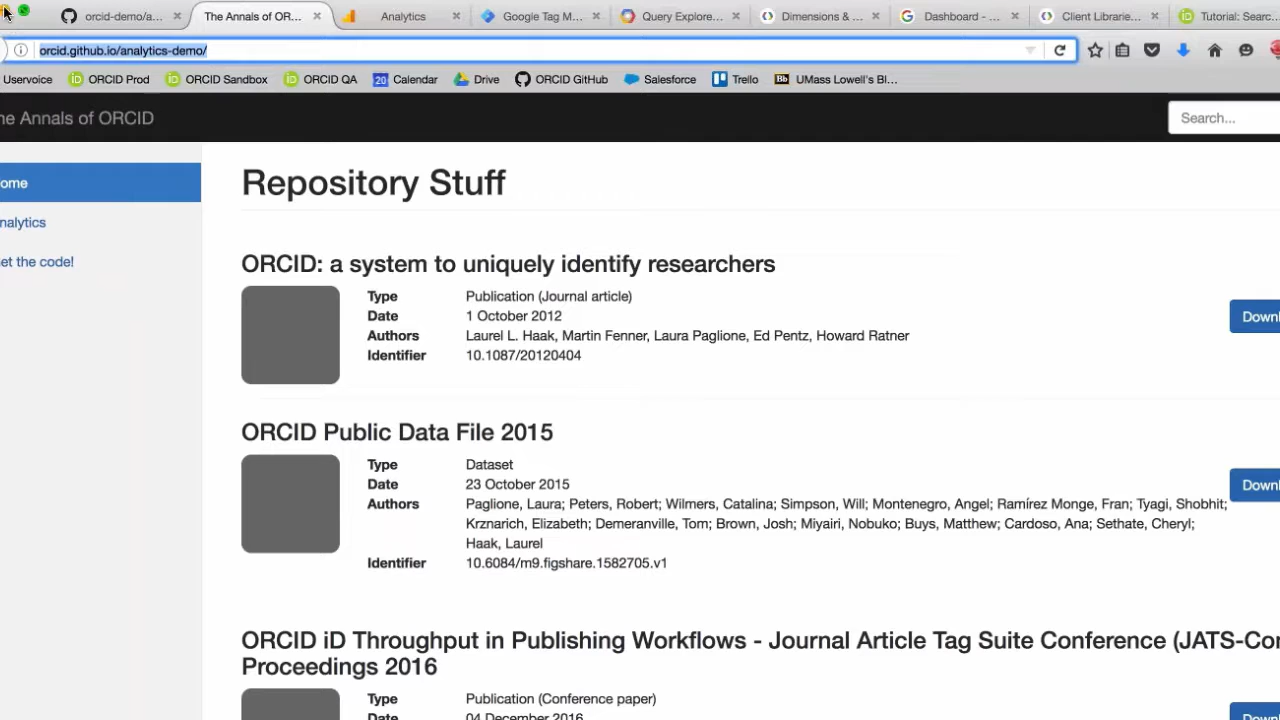 orcid-demo/a... The Annals of OR... Analytics Google Tag M... Query Explore... Dimensions & ... Dashboard - ... Client Librarie... Tutorial: Searc...
orcid.github.io/analytics-demo/
Uservoice ORCID Prod ORCID Sandbox ORCID QA 20 Calendar Drive ORCID GitHub Salesforce Trello Bb UMass Lowell's Bl...
he Annals of ORCID Search...
ome
nalytics
et the code!
Repository Stuff
ORCID: a system to uniquely identify researchers
Type Publication (Journal article)
Date 1 October 2012
Authors Laurel L. Haak, Martin Fenner, Laura Paglione, Ed Pentz, Howard Ratner
Identifier 10.1087/20120404
Downl
ORCID Public Data File 2015
Type Dataset
Date 23 October 2015
Authors Paglione, Laura; Peters, Robert; Wilmers, Catalina; Simpson, Will; Montenegro, Angel; Ramírez Monge, Fran; Tyagi, Shobhit;
Krznarich, Elizabeth; Demeranville, Tom; Brown, Josh; Miyairi, Nobuko; Buys, Matthew; Cardoso, Ana; Sethate, Cheryl;
Haak, Laurel
Identifier 10.6084/m9.figshare.1582705.v1
Downl
ORCID iD Throughput in Publishing Workflows - Journal Article Tag Suite Conference (JATS-Con
Proceedings 2016
Type Publication (Conference paper)
Date 04 December 2016
Downl